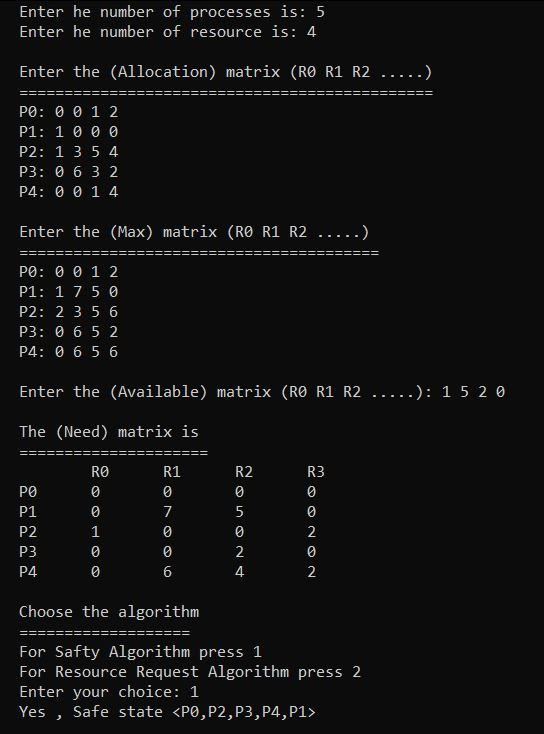 Enter he number of processes is: 5
Enter he number of resource is: 4
Enter the (Allocation) matrix (R0 R1 R2 .....)
==============================================
P0: 0 0 1 2
P1: 1 0 0 0
P2: 1 3 5 4
P3: 0 6 3 2
P4: 0 0 1 4
Enter the (Max) matrix (R0 R1 R2 .....)
========================================
P0: 0 0 1 2
P1: 1 7 5 0
P2: 2 3 5 6
P3: 0 6 5 2
P4: 0 6 5 6
Enter the (Available) matrix (R0 R1 R2 .....): 1 5 2 0
The (Need) matrix is
=====================
R0 R1 R2 R3
P0 0 0 0 0
P1 0 7 5 0
P2 1 0 0 2
P3 0 0 2 0
P4 0 6 4 2
Choose the algorithm
===================
For Safty Algorithm press 1
For Resource Request Algorithm press 2
Enter your choice: 1
Yes , Safe state <P0,P2,P3,P4,P1>